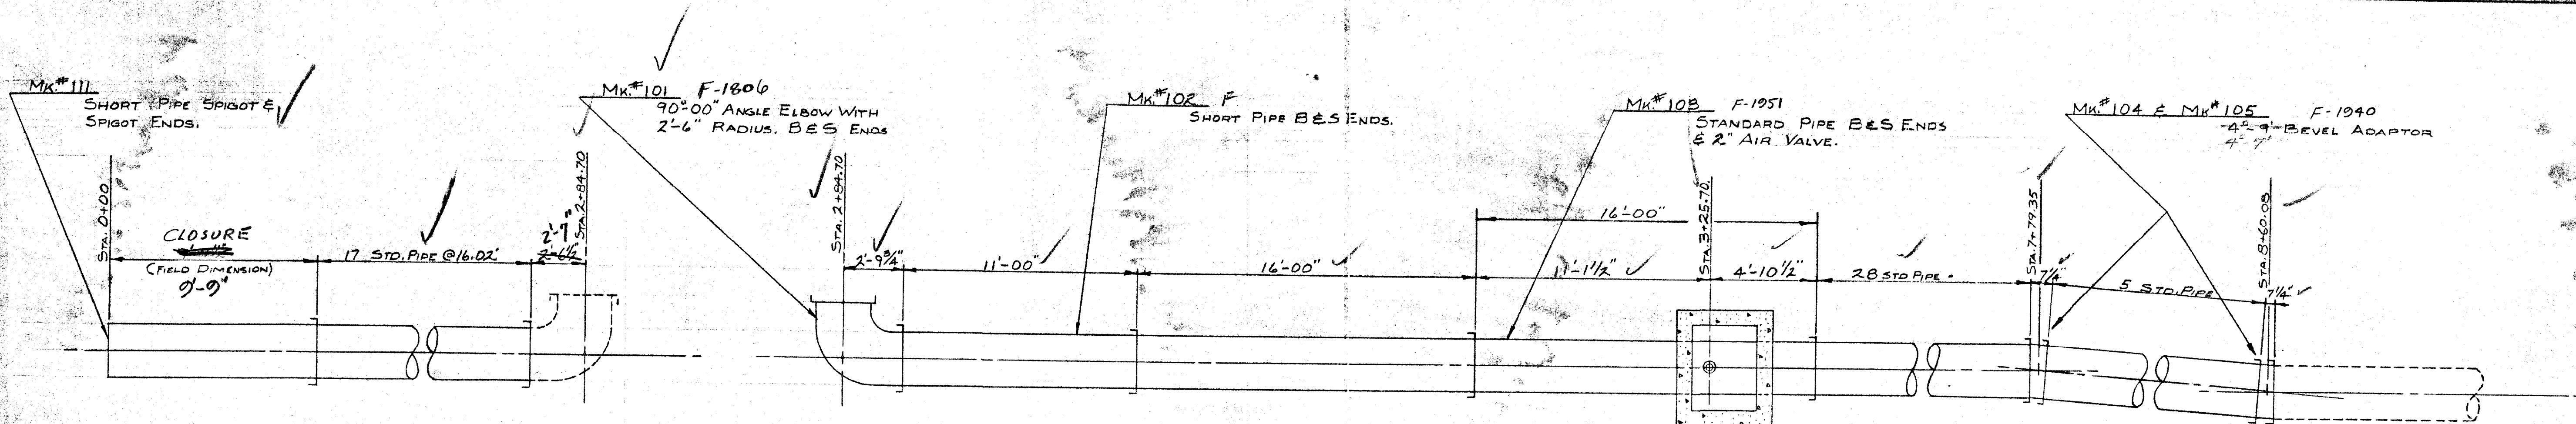 MK.#111
SHORT PIPE SPIGOT &
SPIGOT ENDS.
MK.#101 F-1806
90°-00" ANGLE ELBOW WITH
2'-6" RADIUS. B&S ENDS
MK.#102 F
SHORT PIPE B&S ENDS.
MK.#103 F-1951
STANDARD PIPE B&S ENDS
& 2" AIR VALVE.
MK.#104 & MK.#105 F-1940
4°-9'-BEVEL ADAPTOR
4°-7'
STA. 0+00
CLOSURE
(FIELD DIMENSION)
9'-9"
17 STD. PIPE @16.02'
2'-7"
2'-6½"
STA. 2+84.70
STA. 2+84.70
2'-9¾"
11'-00"
16'-00"
16'-00"
11'-1½"
STA. 3+25.70
4'-10½"
28 STD PIPE
STA. 7+79.35
7¼"
5 STD. PIPE
STA. 8+60.08
7¼"